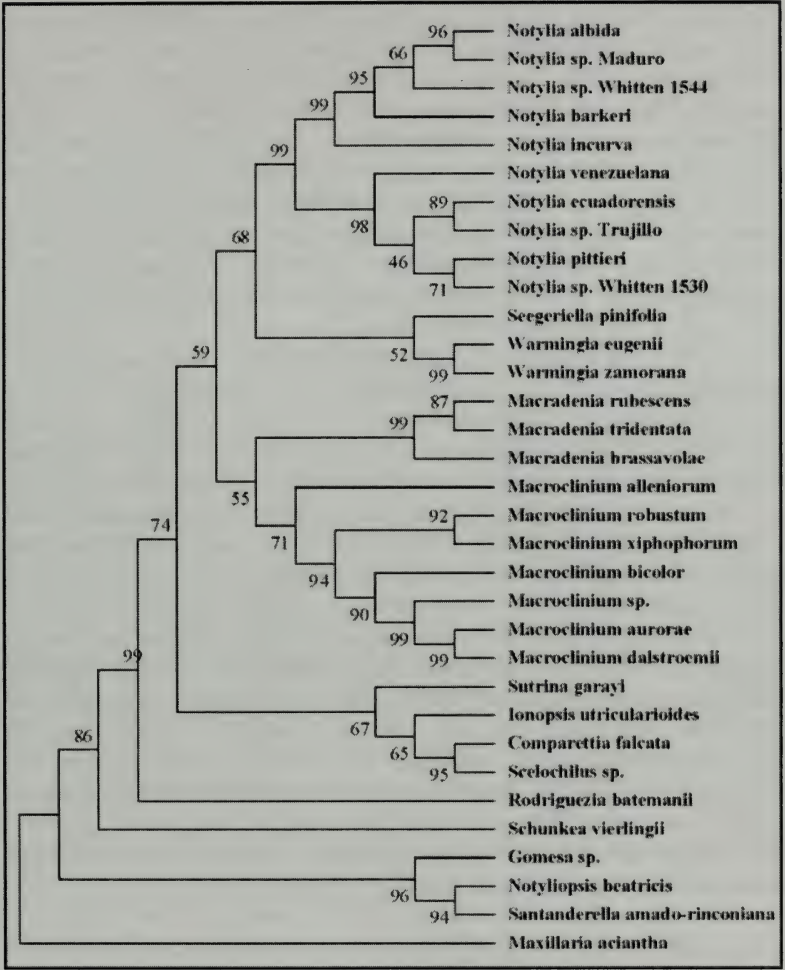 96 Notylia albida
Notylia sp. Maduro
66
Notylia sp. Whitten 1544
95
99 Notylia barkeri
Notylia incurva
99
Notylia venezuelana
89 Notylia ecuadorensis
98
68 Notylia sp. Trujillo
46 Notylia pittieri
71 Notylia sp. Whitten 1530
Seegeriella pinifolia
59 52 Warmingia eugenii
99 Warmingia zamorana
87 Macradenia rubescens
99
Macradenia tridentata
Macradenia brassavolae
55 Macroclinium alleniorum
74 71 92 Macroclinium robustum
Macroclinium xiphophorum
94 Macroclinium bicolor
90 Macroclinium sp.
99 Macroclinium aurorae
99 99 Macroclinium dalstroemii
Sutrina garayi
67 Ionopsis utricularioides
86 65 Comparettia falcata
95 Scelochilus sp.
Rodriguezia batemanii
Schunkea vierlingii
Gomesa sp.
96 Notyliopsis beatricis
94 Santanderella amado-rinconiana
Maxillaria aciantha